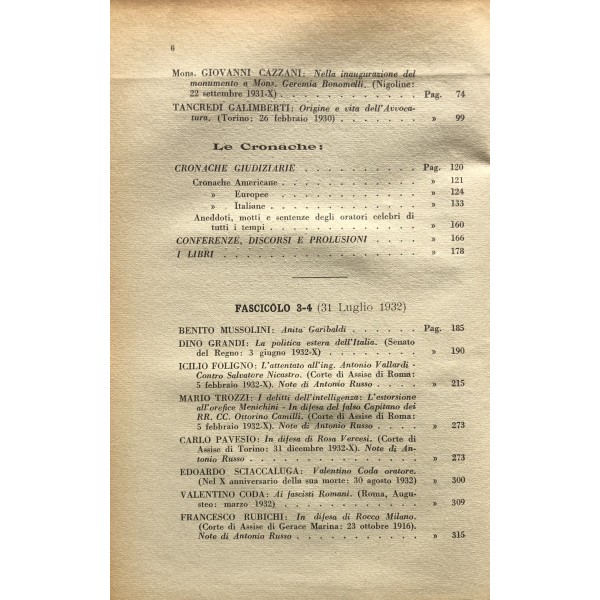 6
Mons. GIOVANNI CAZZANI: Nella inaugurazione del
monumento a Mons. Geremia Bonomelli. (Nigoline:
22 settembre 1931-X) . . . . . . . . . . Pag. 74
TANCREDI GALIMBERTI: Origine e vita dell'Avvoca-
tura. (Torino: 26 febbraio 1930) . . . . . . » 99
Le Cronache:
CRONACHE GIUDIZIARIE . . . . . . . . . Pag. 120
Cronache Americane . . . . . . . . . . . » 121
» Europee . . . . . . . . . . . » 124
» Italiane . . . . . . . . . . . » 133
Aneddoti, motti e sentenze degli oratori celebri di
tutti i tempi . . . . . . . . . . . . » 160
CONFERENZE, DISCORSI E PROLUSIONI . . . . » 166
I LIBRI . . . . . . . . . . . . . . . » 178
FASCICOLO 3-4 (31 Luglio 1932)
BENITO MUSSOLINI: Anita Garibaldi . . . . . . Pag. 185
DINO GRANDI: La politica estera dell'Italia. (Senato
del Regno: 3 giugno 1932-X) . . . . . . . » 190
ICILIO FOLIGNO: L'attentato all'ing. Antonio Vallardi -
Contro Salvatore Nicastro. (Corte di Assise di Roma:
5 febbraio 1932-X). Note di Antonio Russo . . . » 215
MARIO TROZZI: I delitti dell'intelligenza: L'estorsione
all'orefice Menichini - In difesa del falso Capitano dei
RR. CC. Ottorino Camilli. (Corte di Assise di Roma:
5 febbraio 1932-X). Note di Antonio Russo . . . » 273
CARLO PAVESIO: In difesa di Rosa Vercesi. (Corte di
Assise di Torino: 31 dicembre 1932-X). Note di An-
tonio Russo . . . . . . . . . . . . . » 273
EDOARDO SCIACCALUGA: Valentino Coda oratore.
(Nel X anniversario della sua morte: 30 agosto 1932) » 300
VALENTINO CODA: Ai fascisti Romani. (Roma, Augu-
steo: marzo 1932) . . . . . . . . . . . » 309
FRANCESCO RUBICHI: In difesa di Rocco Milano.
(Corte di Assise di Gerace Marina: 23 ottobre 1916).
Note di Antonio Russo . . . . . . . . . . » 315